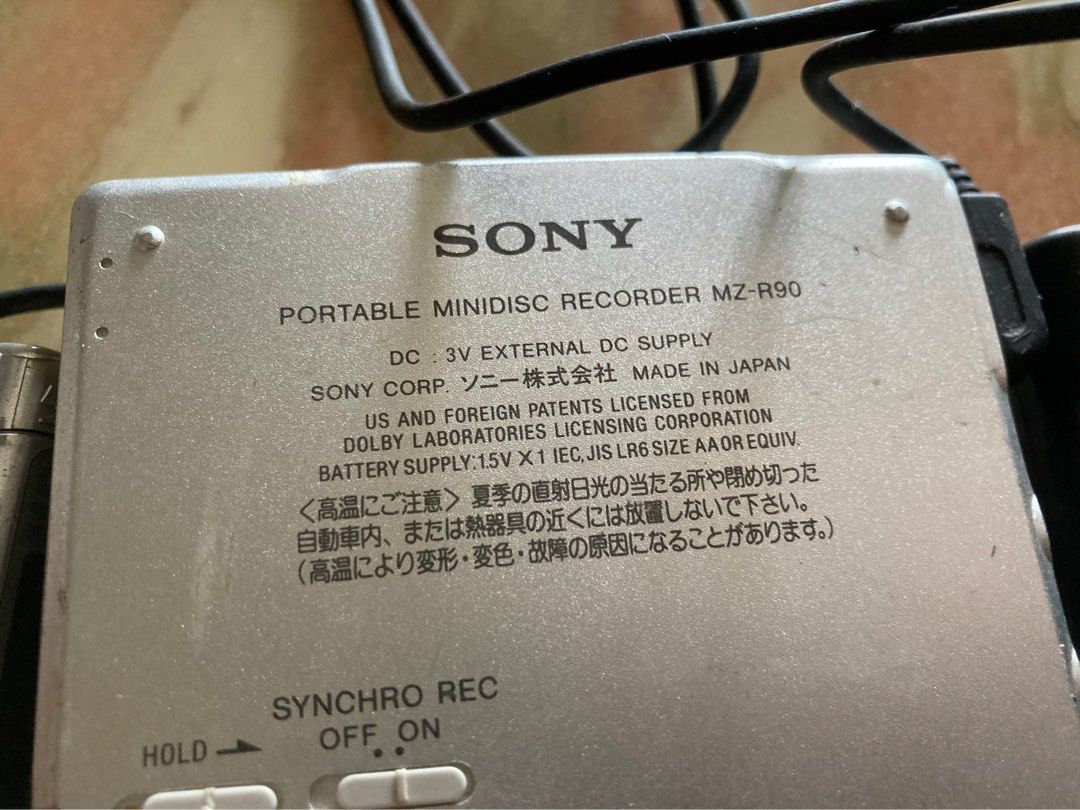 SONY
PORTABLE MINIDISC RECORDER MZ-R90
DC : 3V EXTERNAL DC SUPPLY
SONY CORP. ソニー株式会社 MADE IN JAPAN
US AND FOREIGN PATENTS LICENSED FROM
DOLBY LABORATORIES LICENSING CORPORATION
BATTERY SUPPLY:1.5V X 1 IEC, JIS LR6 SIZE AA OR EQUIV.
〈高温にご注意〉夏季の直射日光の当たる所や閉め切った
自動車内、または熱器具の近くには放置しないで下さい。
(高温により変形・変色・故障の原因になることがあります。)
SYNCHRO REC
HOLD OFF ON